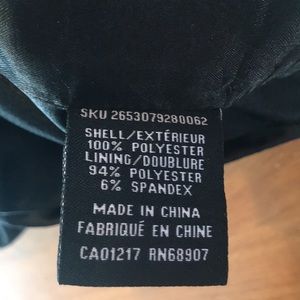 SKU 2653079280062
SHELL/EXTÉRIEUR
100% POLYESTER
LINING/DOUBLURE
94% POLYESTER
6% SPANDEX
MADE IN CHINA
FABRIQUÉ EN CHINE
CA01217 RN68907